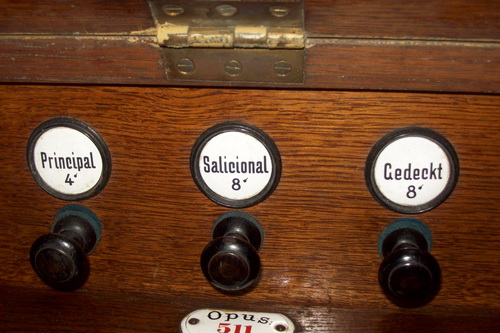 Principal
4'
Salicional
8'
Gedeckt
8'
Opus
511